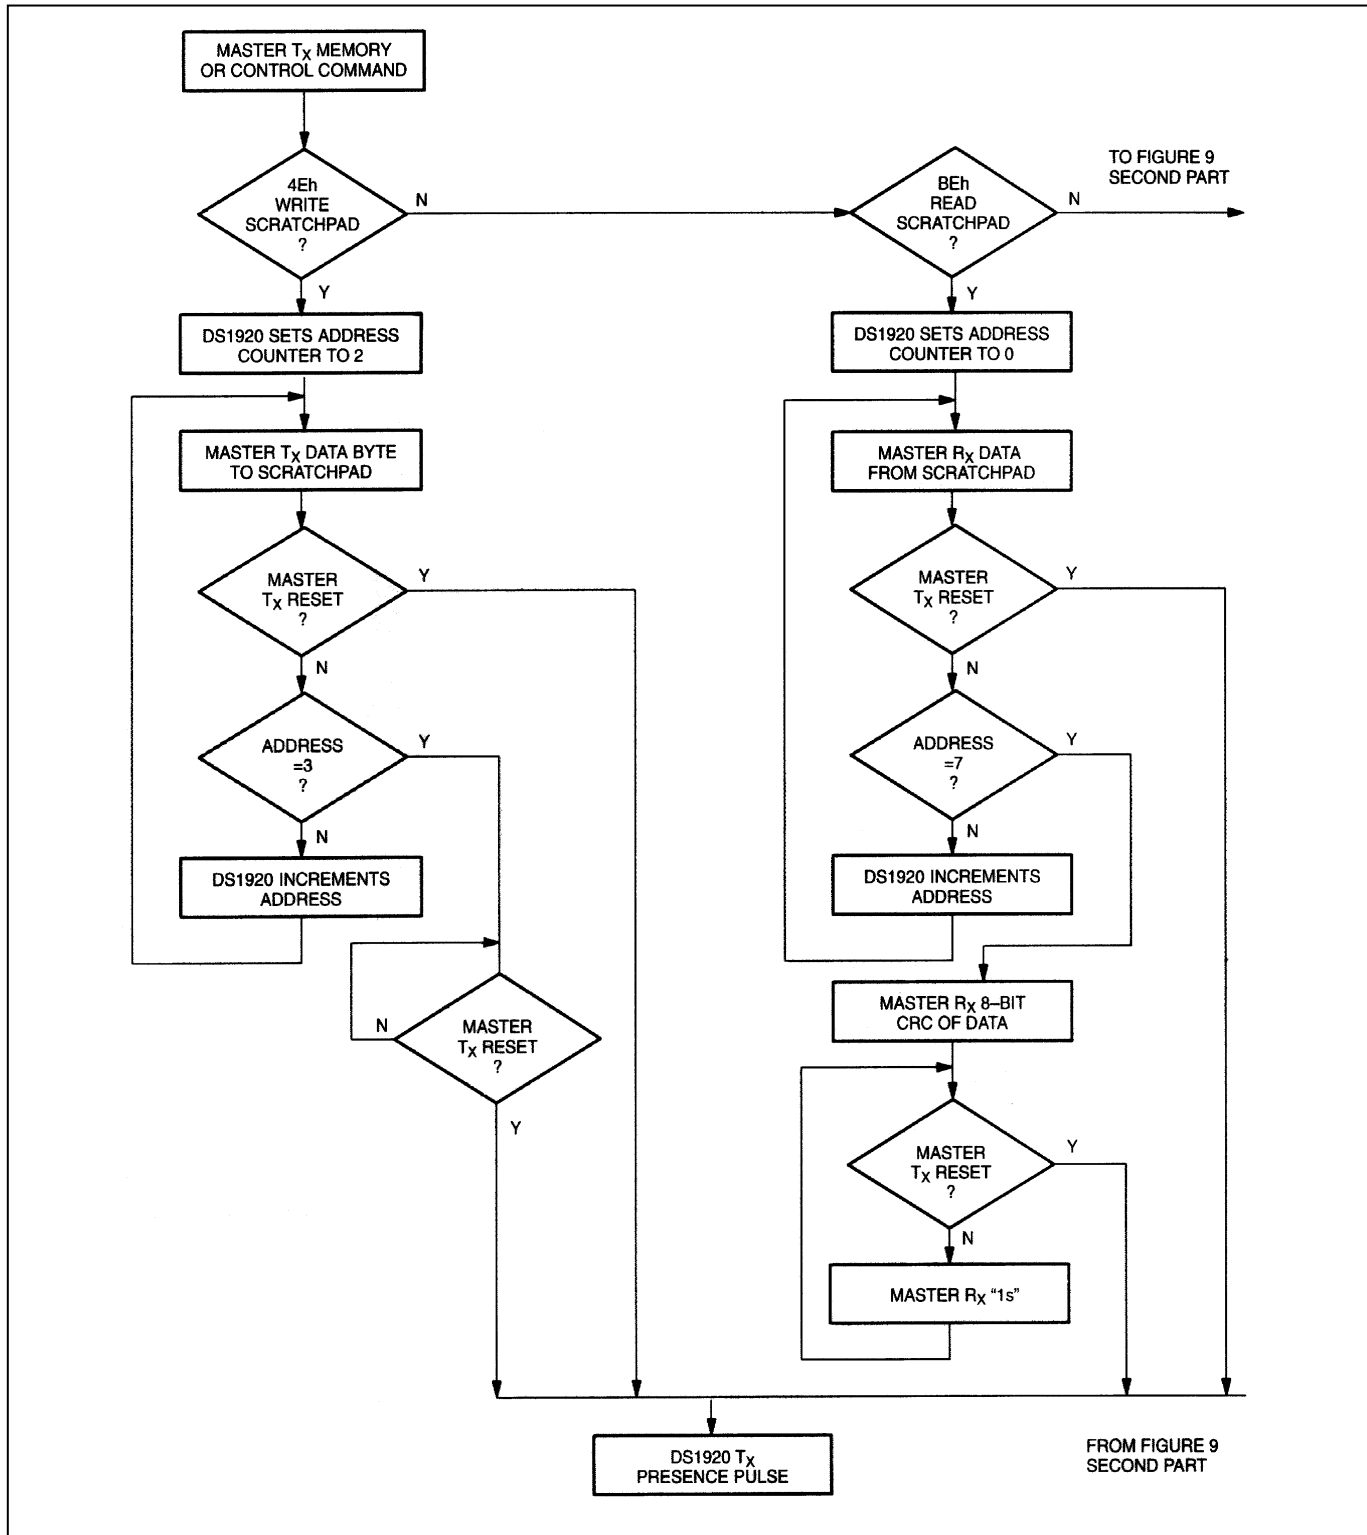 MASTER TX MEMORY
OR CONTROL COMMAND
4Eh
WRITE
SCRATCHPAD
?
N
Y
BEh
READ
SCRATCHPAD
?
N
Y
TO FIGURE 9
SECOND PART
DS1920 SETS ADDRESS
COUNTER TO 2
MASTER TX DATA BYTE
TO SCRATCHPAD
MASTER
TX RESET
?
Y
N
ADDRESS
=3
?
Y
N
DS1920 INCREMENTS
ADDRESS
MASTER
TX RESET
?
N
Y
DS1920 SETS ADDRESS
COUNTER TO 0
MASTER RX DATA
FROM SCRATCHPAD
MASTER
TX RESET
?
Y
N
ADDRESS
=7
?
Y
N
DS1920 INCREMENTS
ADDRESS
MASTER RX 8–BIT
CRC OF DATA
MASTER
TX RESET
?
Y
N
MASTER RX “1s”
DS1920 TX
PRESENCE PULSE
FROM FIGURE 9
SECOND PART